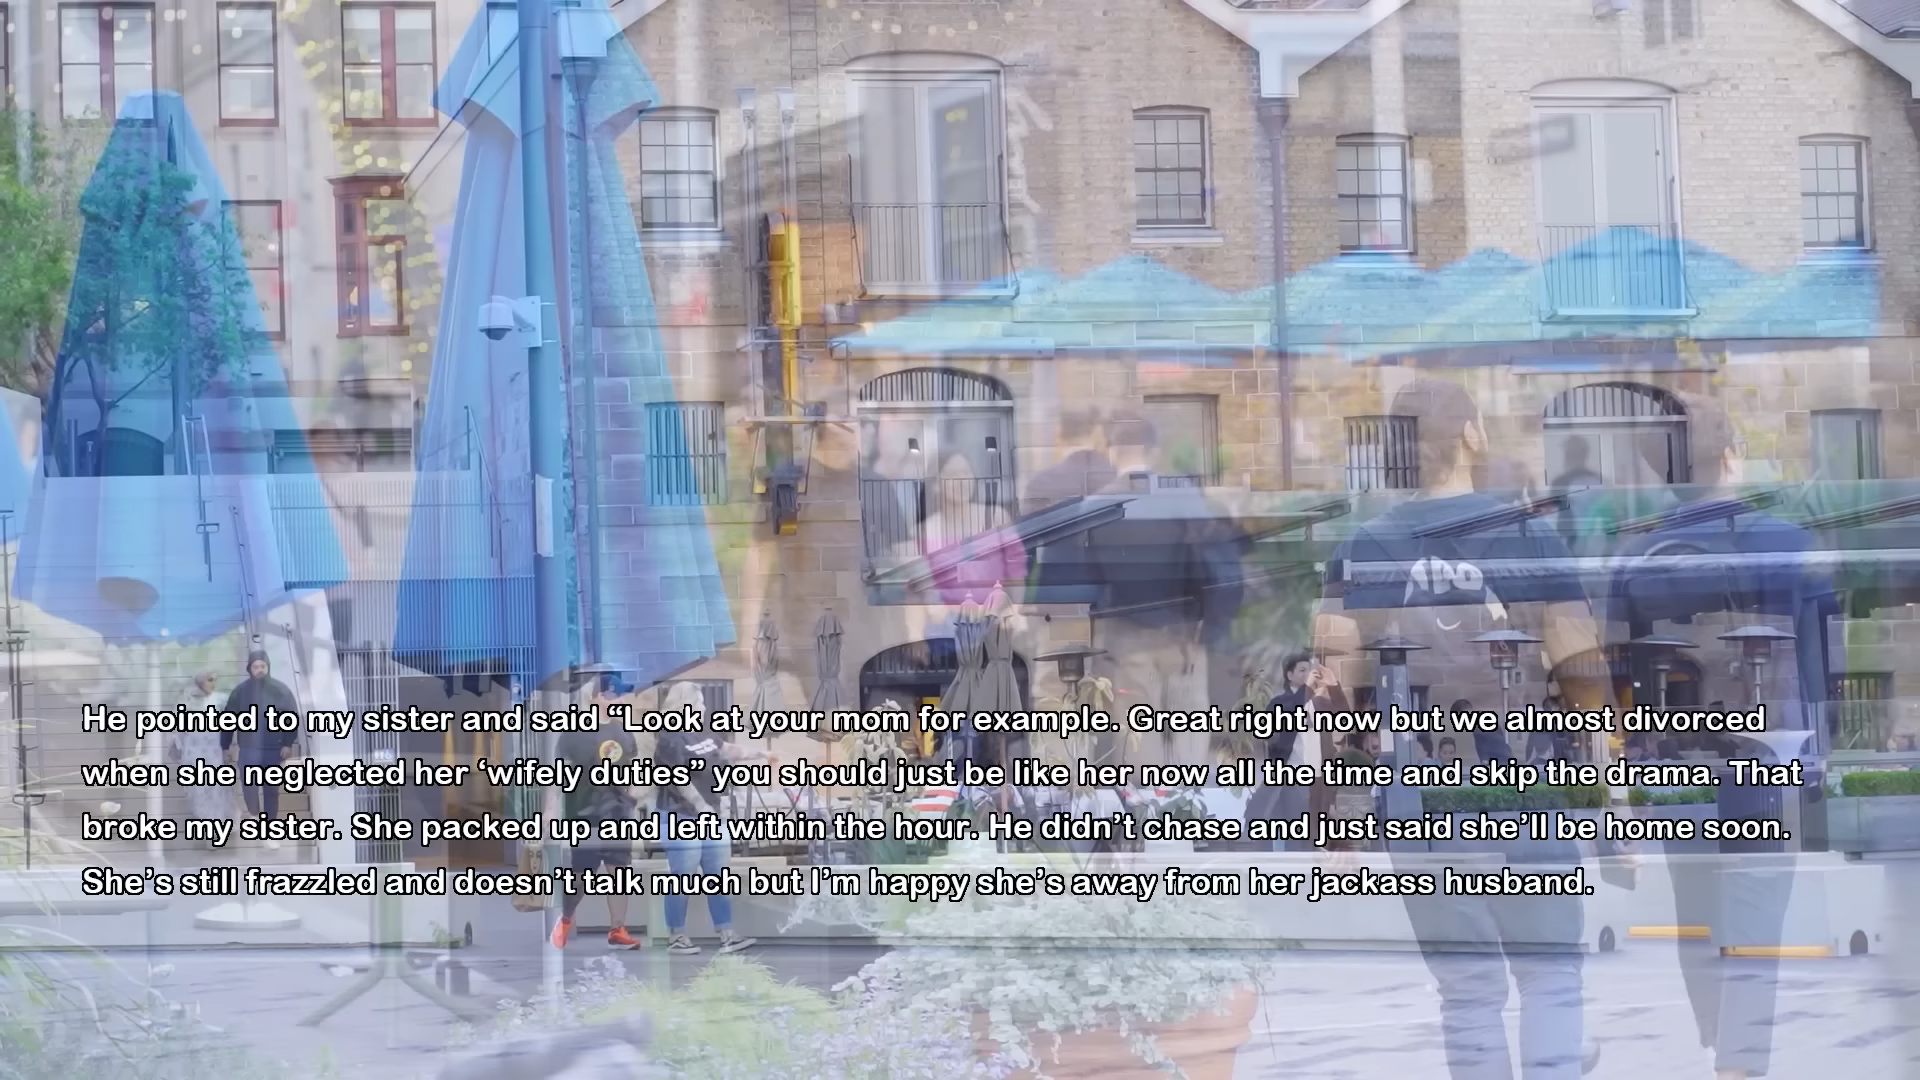 He pointed to my sister and said “Look at your mom for example. Great right now but we almost divorced
when she neglected her ‘wifely duties” you should just be like her now all the time and skip the drama. That
broke my sister. She packed up and left within the hour. He didn’t chase and just said she’ll be home soon.
She’s still frazzled and doesn’t talk much but I’m happy she’s away from her jackass husband.